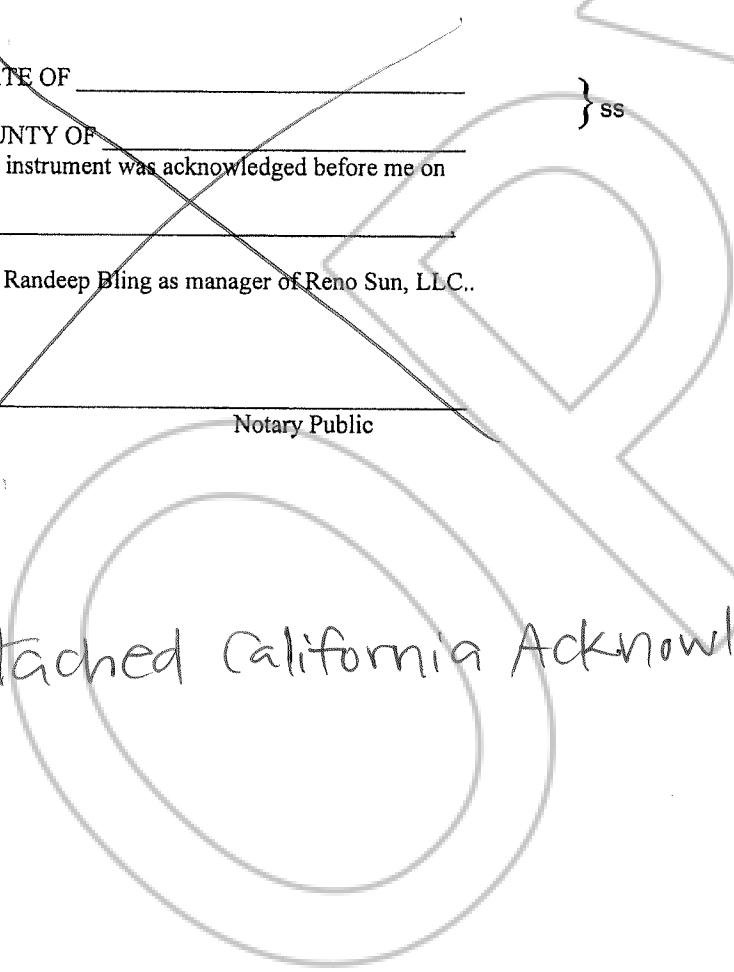 TE OF
} ss
UNTY OF
instrument was acknowledged before me on
Randeep Bling as manager of Reno Sun, LLC..
Notary Public
tached California Acknowl